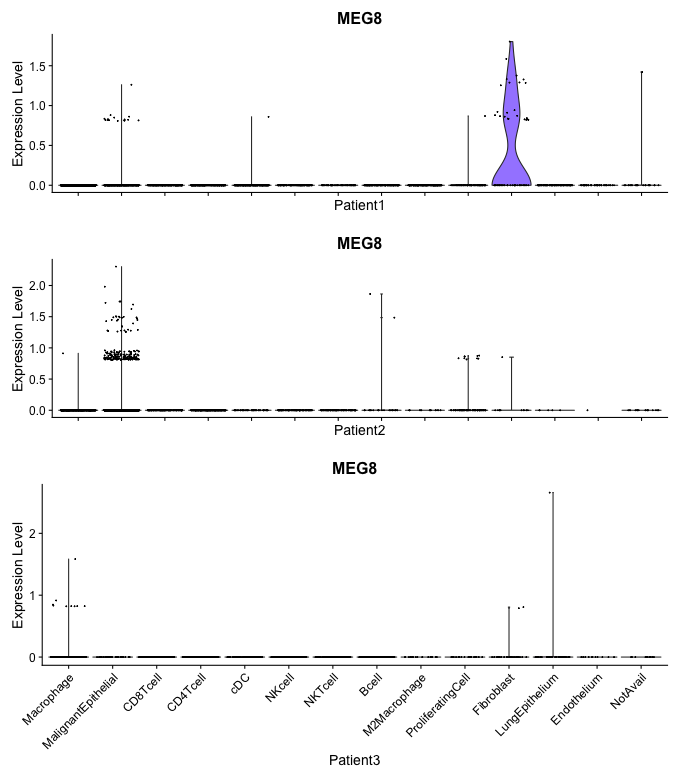 MEG8
Expression Level
1.5
1.0
0.5
0.0
Patient1
MEG8
Expression Level
2.0
1.5
1.0
0.5
0.0
Patient2
MEG8
Expression Level
2
1
0
Macrophage
MalignantEpithelial
CD8Tcell
CD4Tcell
cDC
NKcell
NKTcell
Bcell
M2Macrophage
ProliferatingCell
Fibroblast
LungEpithelium
Endothelium
NotAvail
Patient3